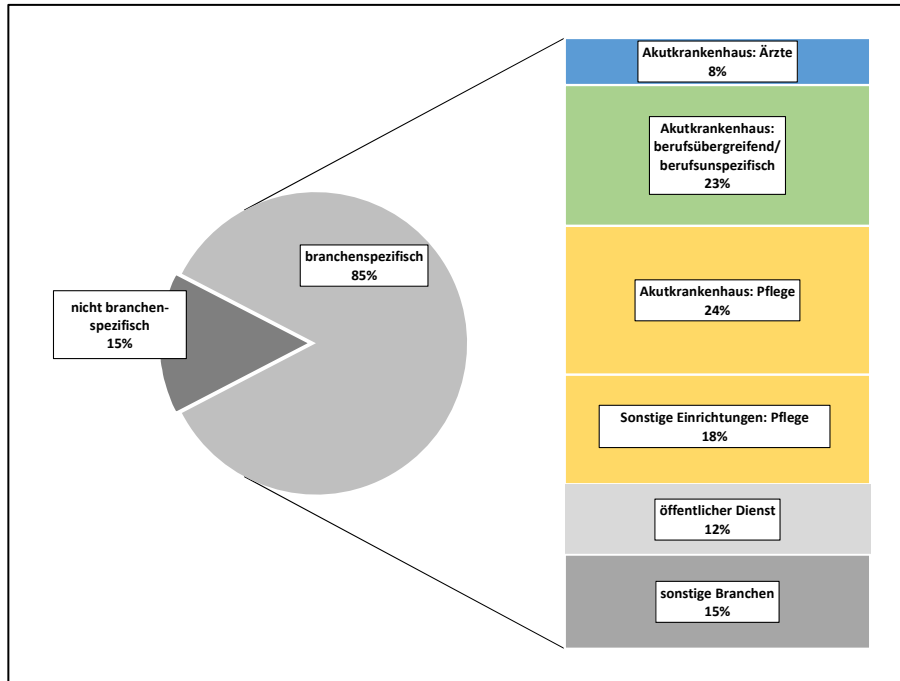 nicht branchen-
spezifisch
15%
branchenspezifisch
85%
Akutkrankenhaus: Ärzte
8%
Akutkrankenhaus:
berufsübergreifend/
berufsunspezifisch
23%
Akutkrankenhaus: Pflege
24%
Sonstige Einrichtungen: Pflege
18%
öffentlicher Dienst
12%
sonstige Branchen
15%